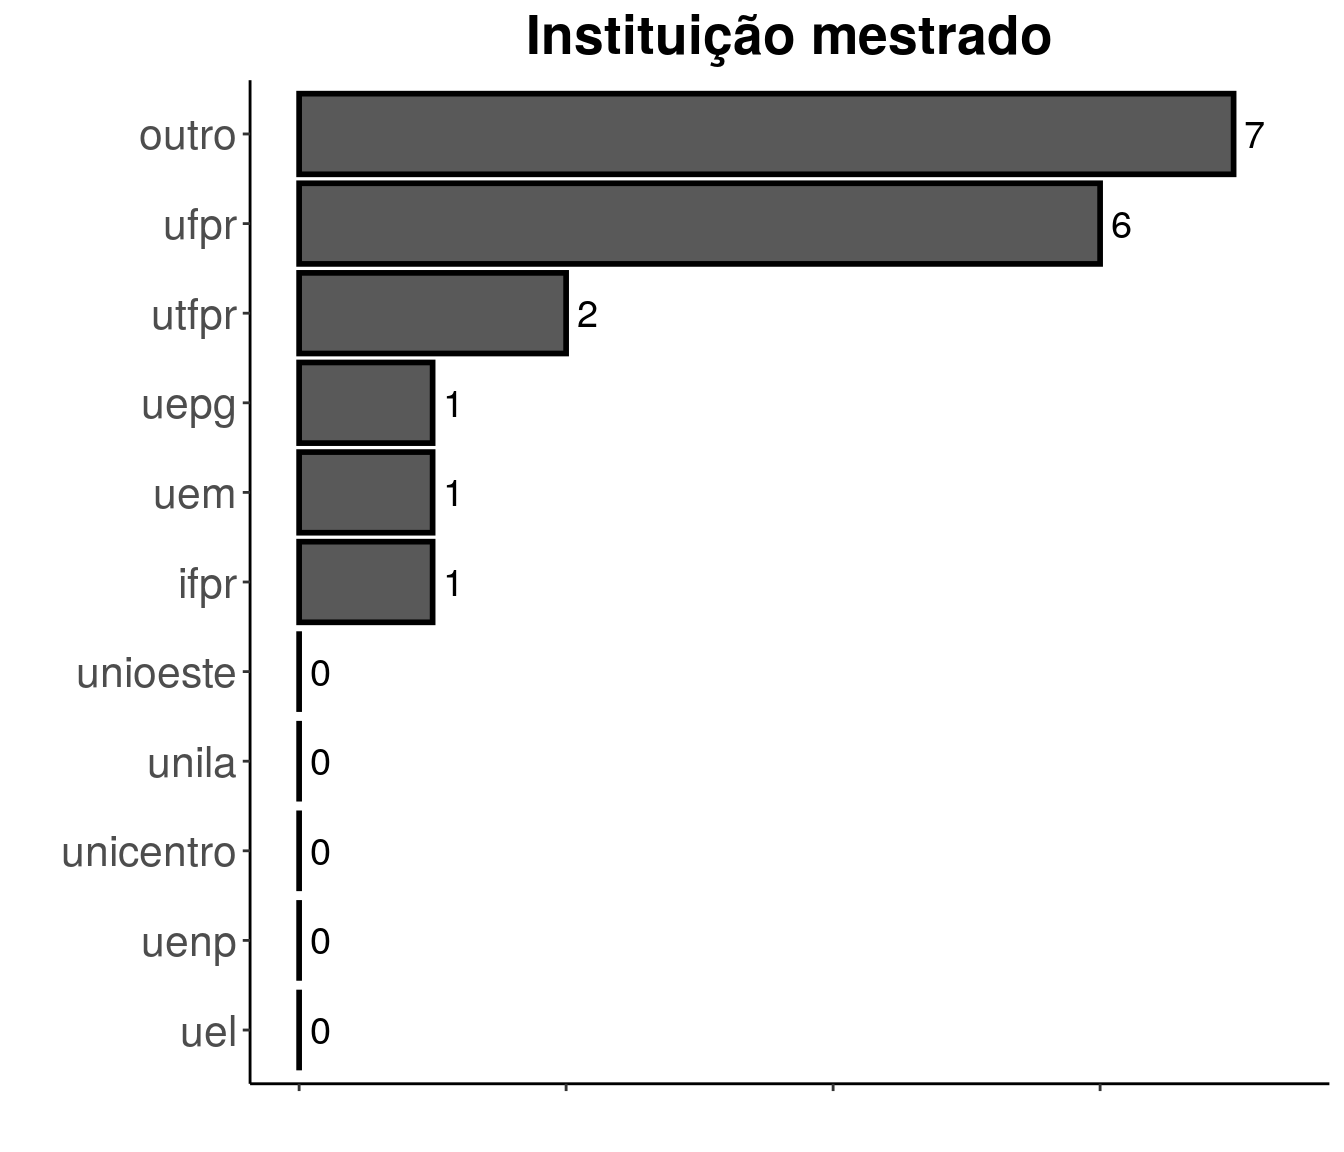 Instituição mestrado
outro 7
ufpr 6
utfpr 2
uepg 1
uem 1
ifpr 1
unioeste 0
unila 0
unicentro 0
uenp 0
uel 0